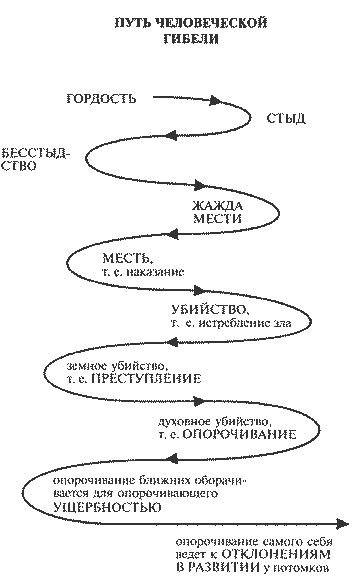 ПУТЬ ЧЕЛОВЕЧЕСКОЙ
ГИБЕЛИ
ГОРДОСТЬ
СТЫД
БЕССТЫД-
СТВО
ЖАЖДА
МЕСТИ
МЕСТЬ,
т. е. наказание
УБИЙСТВО,
т. е. истребление зла
земное убийство,
т. е. ПРЕСТУПЛЕНИЕ
духовное убийство,
т. е. ОПОРОЧИВАНИЕ
опорочивание ближних оборачи-
вается для опорочивающего
УЩЕРБНОСТЬЮ
опорочивание самого себя
ведет к ОТКЛОНЕНИЯМ
В РАЗВИТИИ у потомков